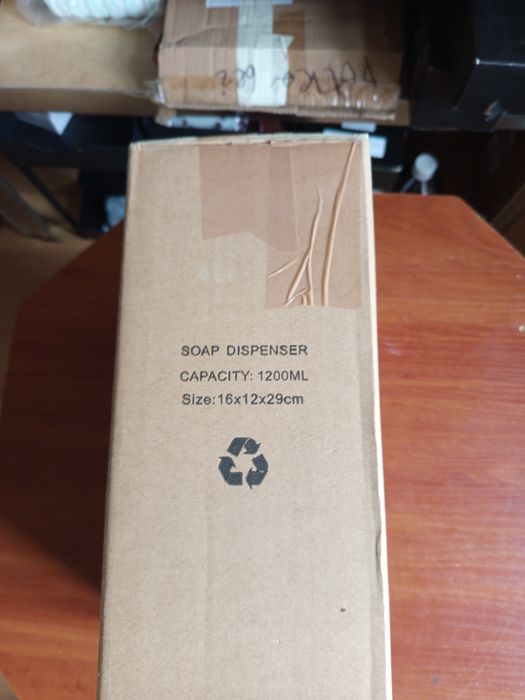 SOAP DISPENSER
CAPACITY: 1200ML
Size:16x12x29cm